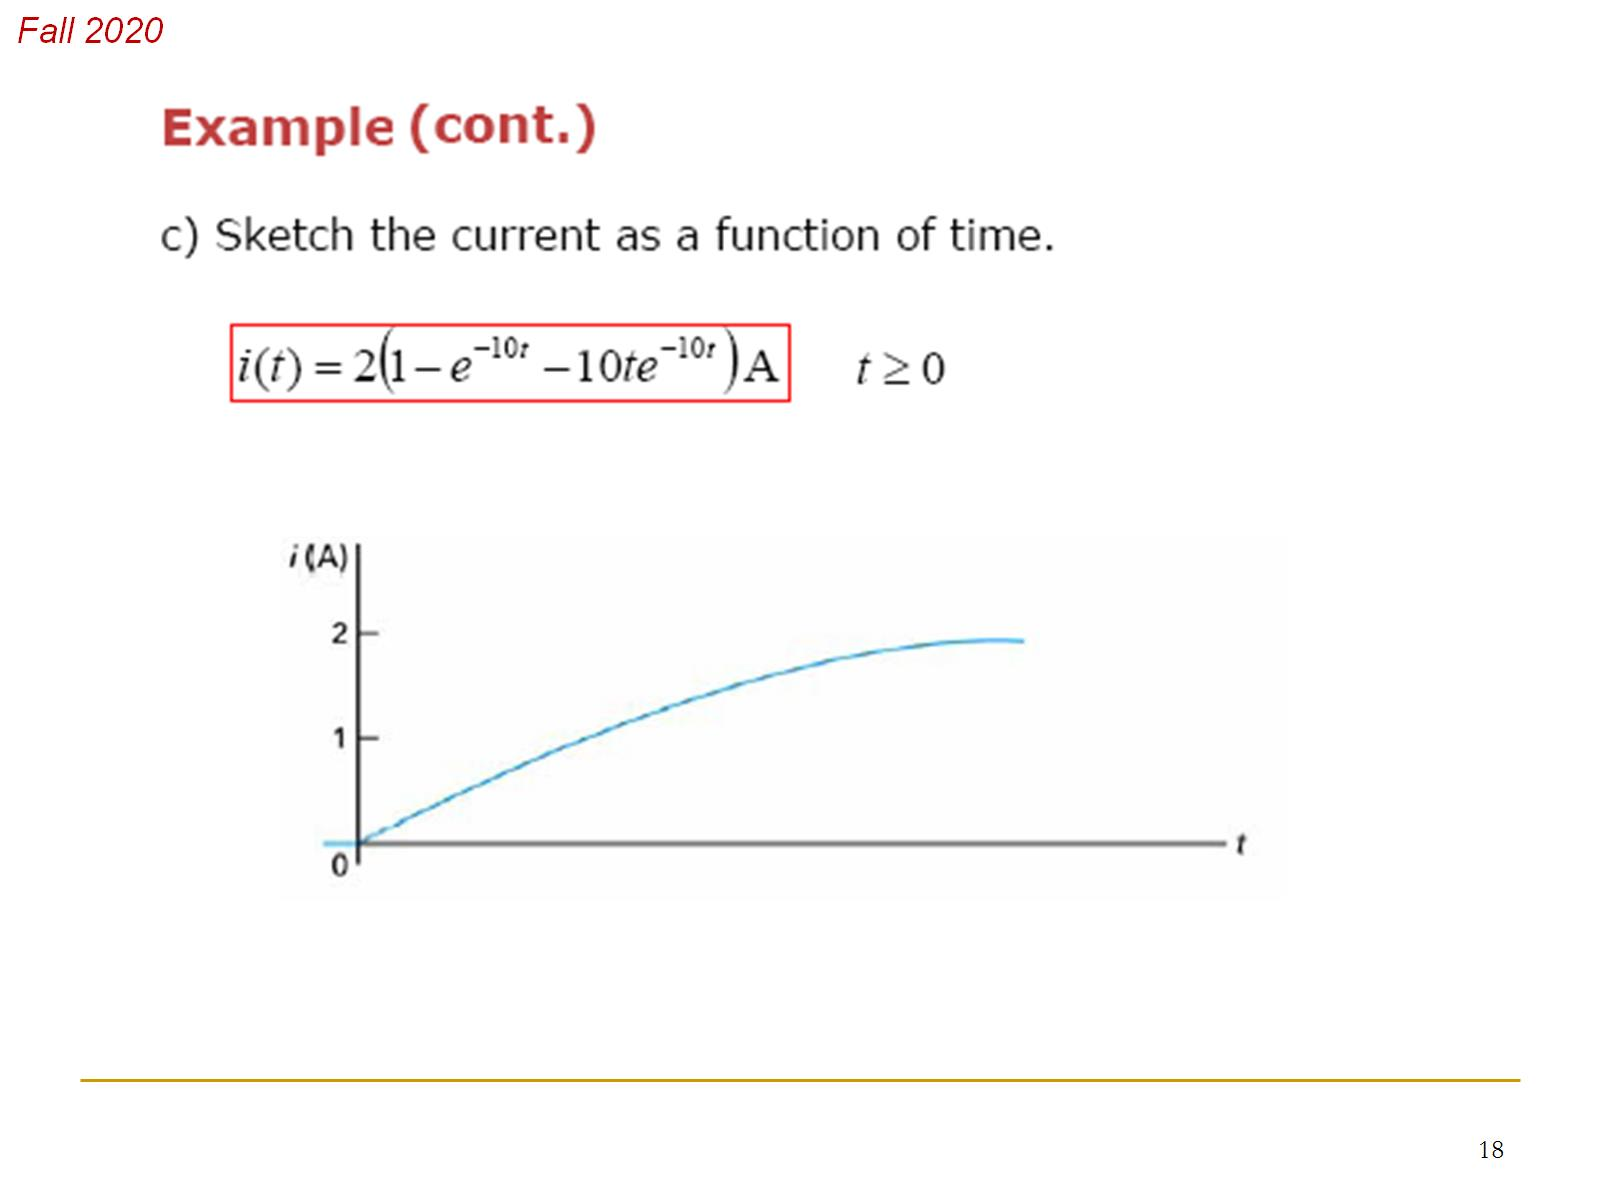 Fall 2020
Example (cont.)
c) Sketch the current as a function of time.
i(t) = 2(1 − e^−10t − 10te^−10t) A   t ≥ 0
i (A)
2
1
0
t
18